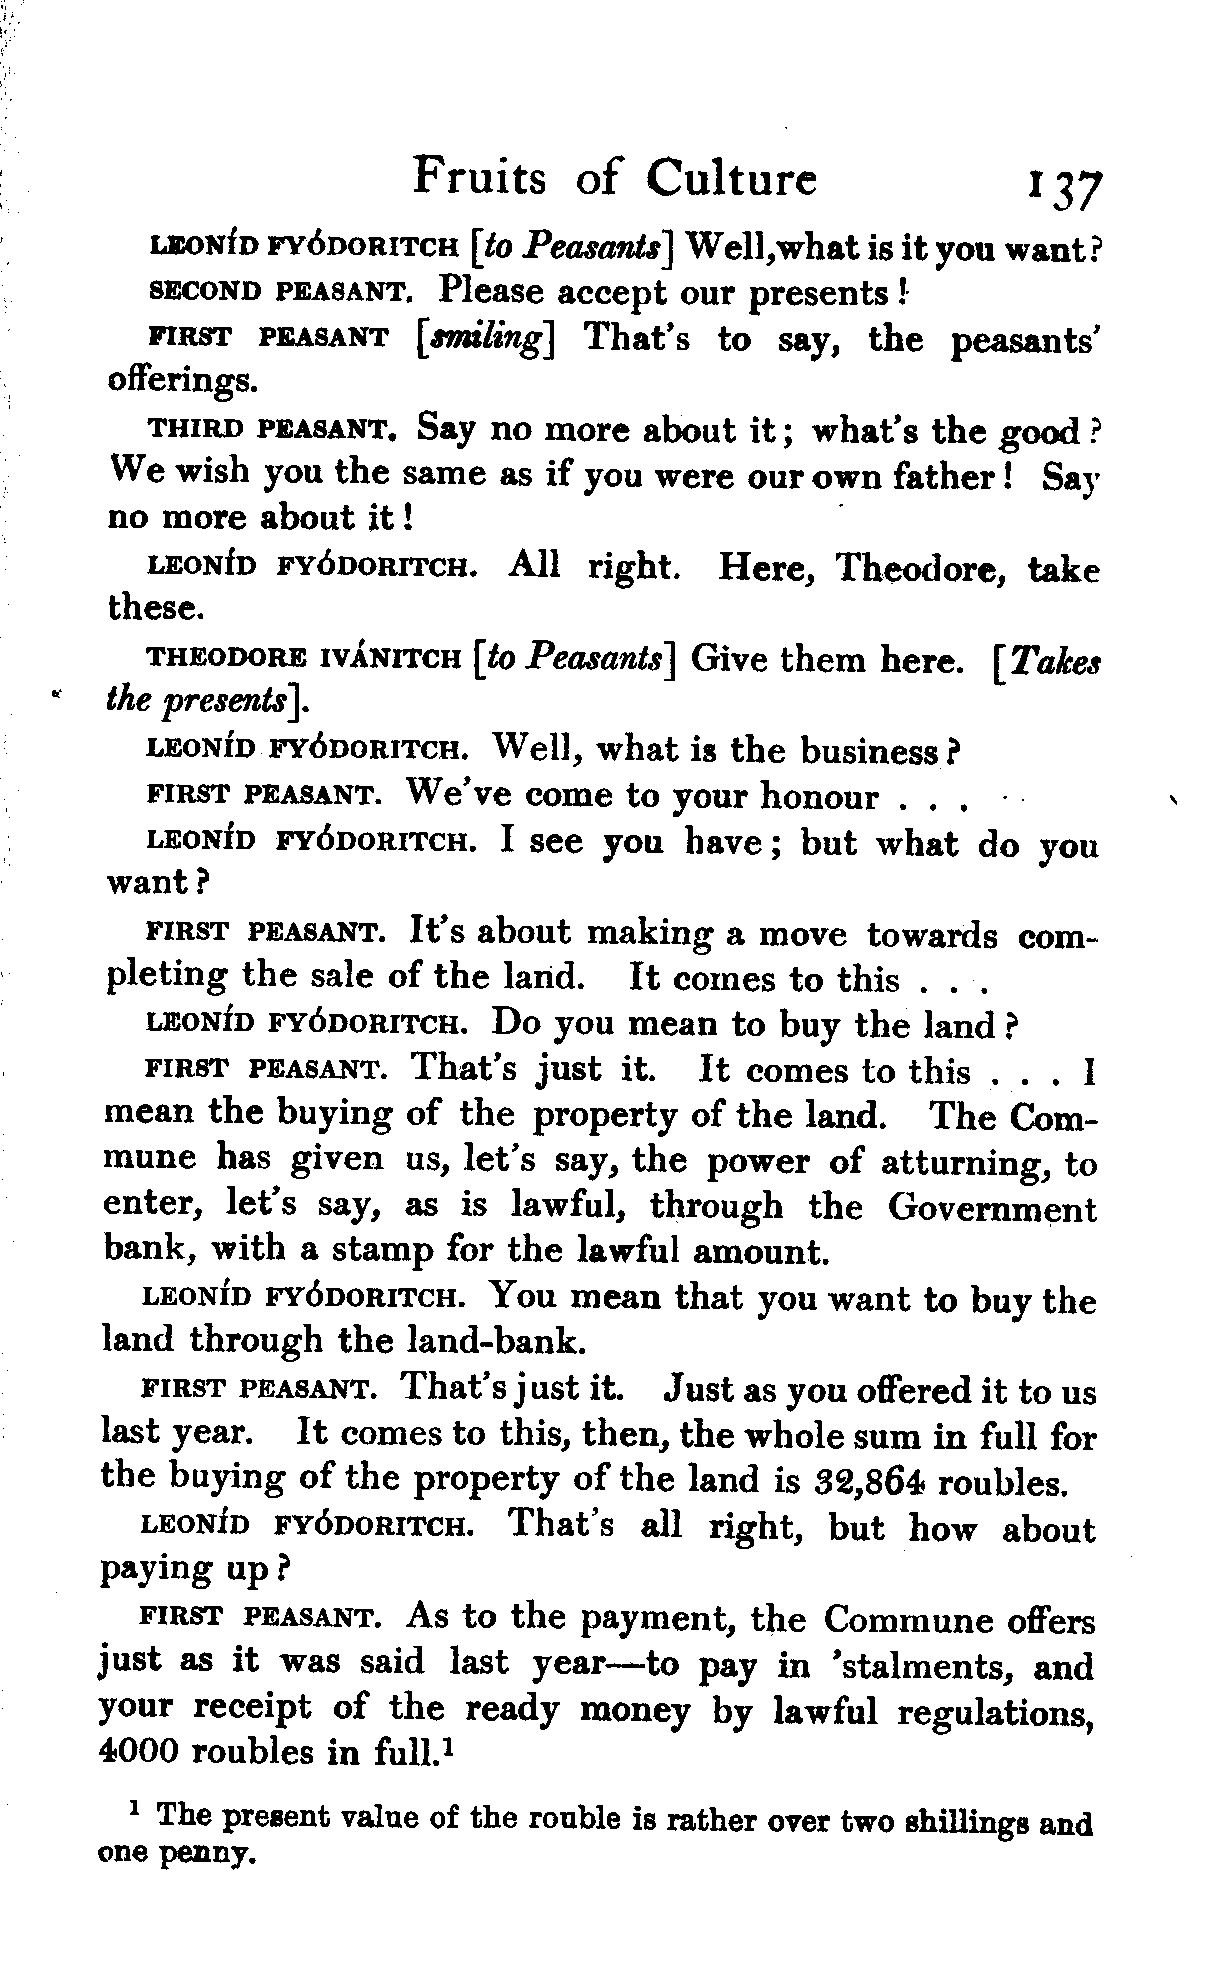 Fruits of Culture 137
LEONÍD FYÓDORITCH [to Peasants] Well, what is it you want?
SECOND PEASANT. Please accept our presents!
FIRST PEASANT [smiling] That's to say, the peasants'
offerings.
THIRD PEASANT. Say no more about it; what's the good?
We wish you the same as if you were our own father! Say
no more about it!
LEONÍD FYÓDORITCH. All right. Here, Theodore, take
these.
THEODORE IVÁNITCH [to Peasants] Give them here. [Takes
the presents].
LEONÍD FYÓDORITCH. Well, what is the business?
FIRST PEASANT. We've come to your honour . . .
LEONÍD FYÓDORITCH. I see you have; but what do you
want?
FIRST PEASANT. It's about making a move towards com-
pleting the sale of the land. It comes to this . . .
LEONÍD FYÓDORITCH. Do you mean to buy the land?
FIRST PEASANT. That's just it. It comes to this . . . I
mean the buying of the property of the land. The Com-
mune has given us, let's say, the power of atturning, to
enter, let's say, as is lawful, through the Government
bank, with a stamp for the lawful amount.
LEONÍD FYÓDORITCH. You mean that you want to buy the
land through the land-bank.
FIRST PEASANT. That's just it. Just as you offered it to us
last year. It comes to this, then, the whole sum in full for
the buying of the property of the land is 32,864 roubles.
LEONÍD FYÓDORITCH. That's all right, but how about
paying up?
FIRST PEASANT. As to the payment, the Commune offers
just as it was said last year—to pay in 'stalments, and
your receipt of the ready money by lawful regulations,
4000 roubles in full.¹
¹ The present value of the rouble is rather over two shillings and
one penny.